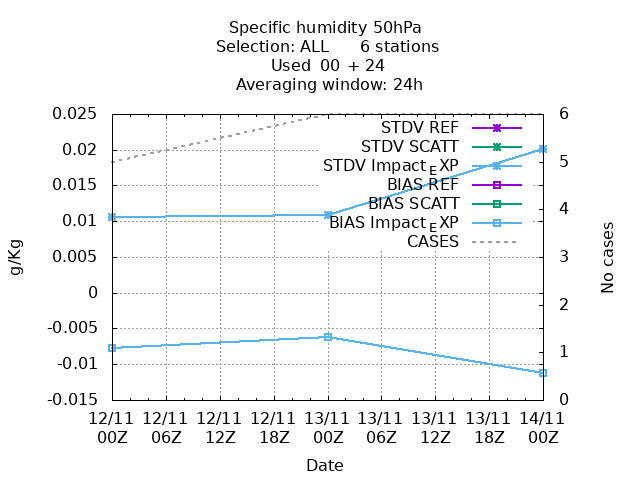 Specific humidity 50hPa
Selection: ALL 6 stations
Used 00 + 24
Averaging window: 24h
0.025
0.02
0.015
0.01
0.005
0
-0.005
-0.01
-0.015
g/Kg
STDV REF
STDV SCATT
STDV Impact_EXP
BIAS REF
BIAS SCATT
BIAS Impact_EXP
CASES
6
5
4
3
2
1
0
No cases
12/11 12/11 12/11 12/11 13/11 13/11 13/11 13/11 14/11
00Z 06Z 12Z 18Z 00Z 06Z 12Z 18Z 00Z
Date